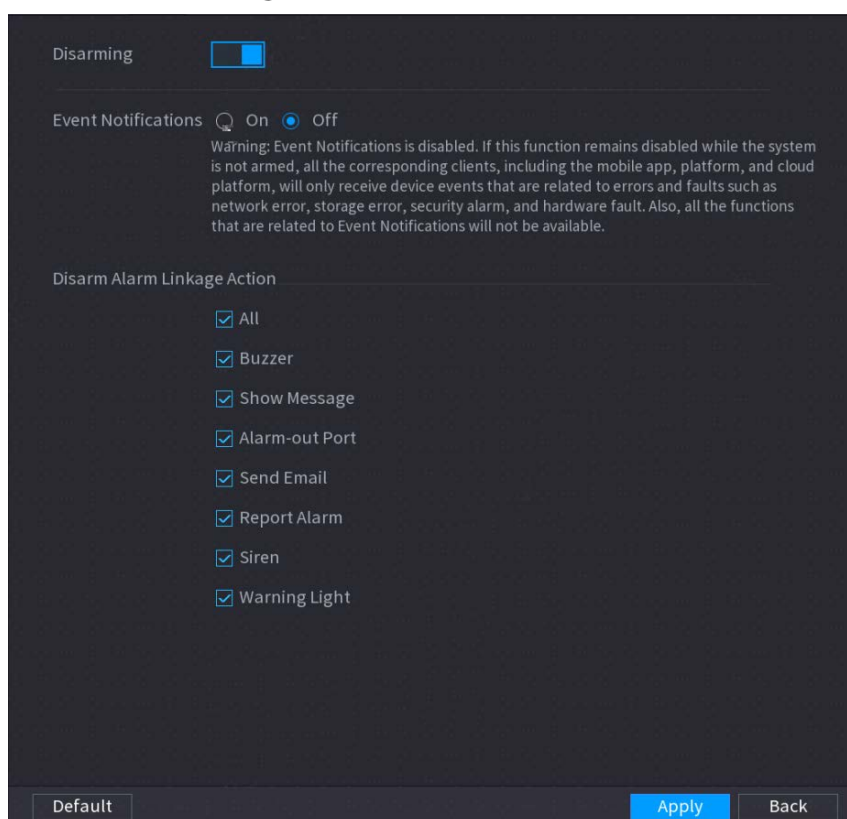 Disarming
Event Notifications On Off
Warning: Event Notifications is disabled. If this function remains disabled while the system
is not armed, all the corresponding clients, including the mobile app, platform, and cloud
platform, will only receive device events that are related to errors and faults such as
network error, storage error, security alarm, and hardware fault. Also, all the functions
that are related to Event Notifications will not be available.
Disarm Alarm Linkage Action
All
Buzzer
Show Message
Alarm-out Port
Send Email
Report Alarm
Siren
Warning Light
Default Apply Back